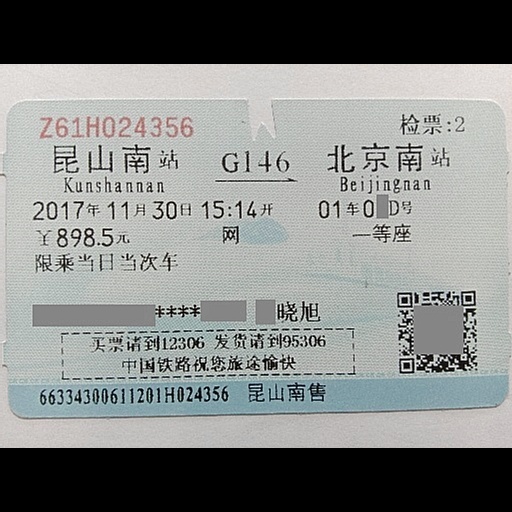 Z61H024356 检票:2
昆山南站 G146 北京南站
Kunshannan Beijingnan
2017年11月30日15:14开 01车0D号
￥898.5元 网 一等座
限乘当日当次车
****晓旭
买票请到12306 发货请到95306
中国铁路祝您旅途愉快
66334300611201H024356 昆山南售